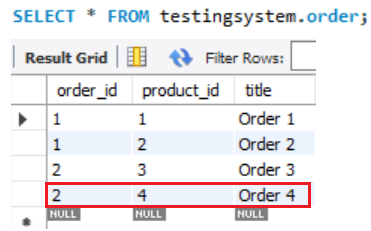 SELECT * FROM testingsystem.order;
Result Grid Filter Rows:
order_id product_id title
1 1 Order 1
1 2 Order 2
2 3 Order 3
2 4 Order 4
NULL NULL NULL